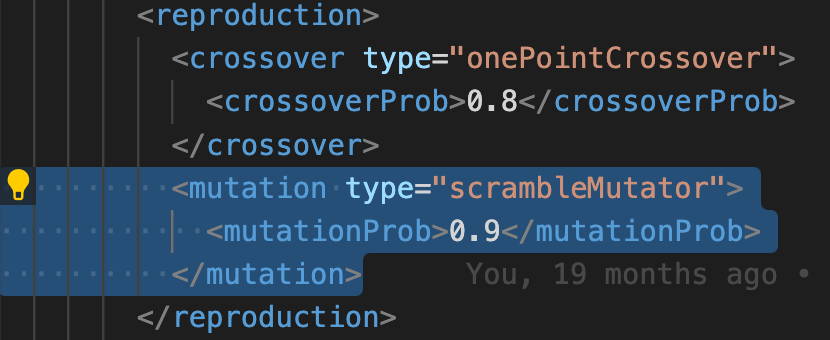 <reproduction>
<crossover type="onePointCrossover">
<crossoverProb>0.8</crossoverProb>
</crossover>
<mutation type="scrambleMutator">
<mutationProb>0.9</mutationProb>
</mutation> You, 19 months ago •
</reproduction>